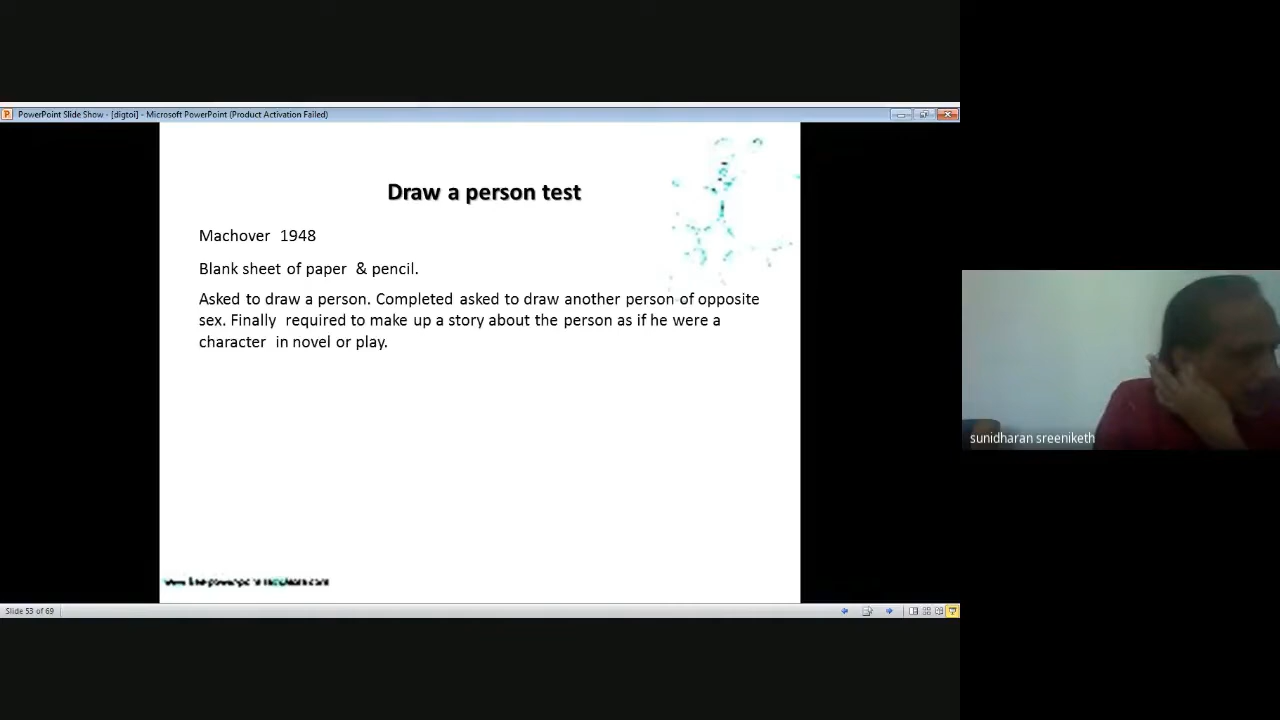 PowerPoint Slide Show - [digtoi] - Microsoft PowerPoint (Product Activation Failed)
Draw a person test
Machover 1948
Blank sheet of paper & pencil.
Asked to draw a person. Completed asked to draw another person of opposite
sex. Finally required to make up a story about the person as if he were a
character in novel or play.
sunidharan sreeniketh
Slide 53 of 69